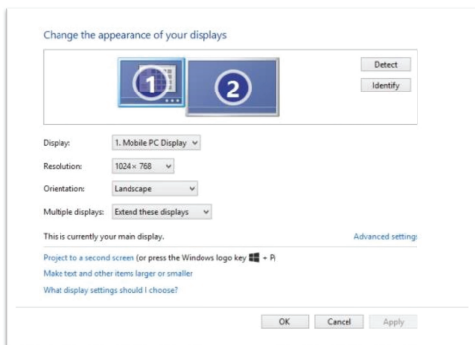 Change the appearance of your displays
1
2
Detect
Identify
Display: 1. Mobile PC Display
Resolution: 1024 × 768
Orientation: Landscape
Multiple displays: Extend these displays
This is currently your main display. Advanced settings
Project to a second screen (or press the Windows logo key + P)
Make text and other items larger or smaller
What display settings should I choose?
OK Cancel Apply